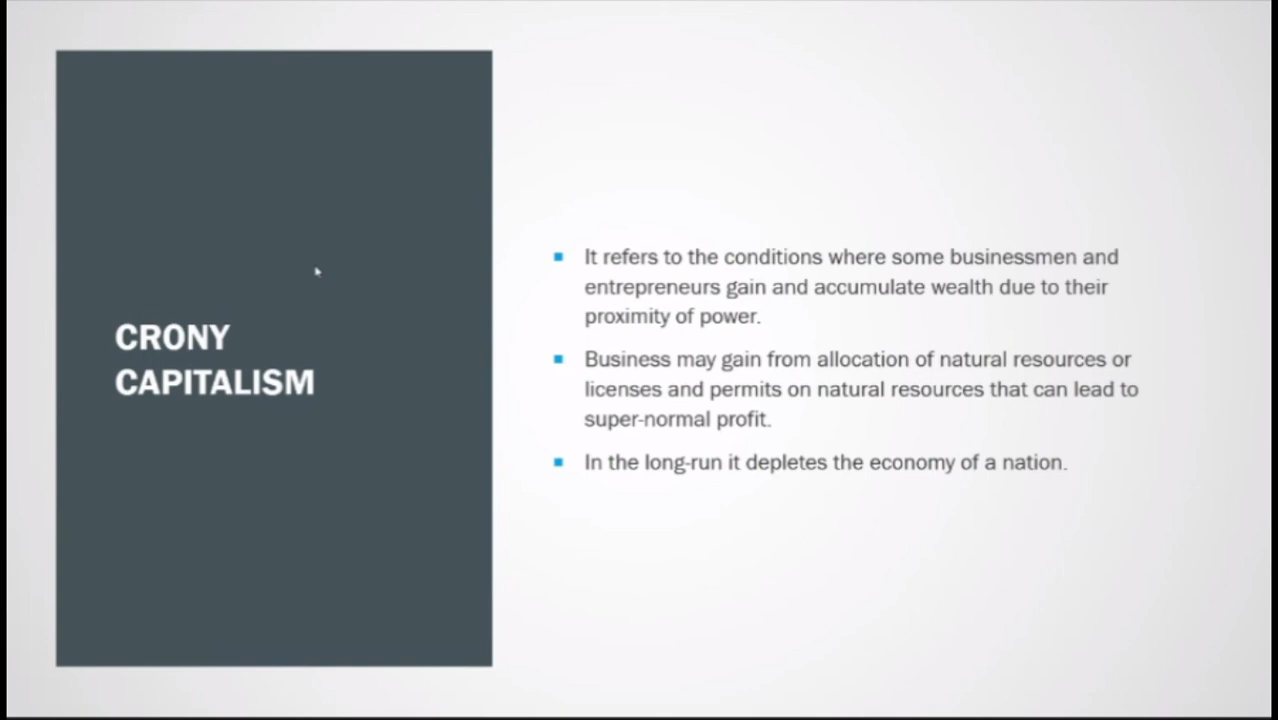 CRONY
CAPITALISM
It refers to the conditions where some businessmen and
entrepreneurs gain and accumulate wealth due to their
proximity of power.
Business may gain from allocation of natural resources or
licenses and permits on natural resources that can lead to
super-normal profit.
In the long-run it depletes the economy of a nation.